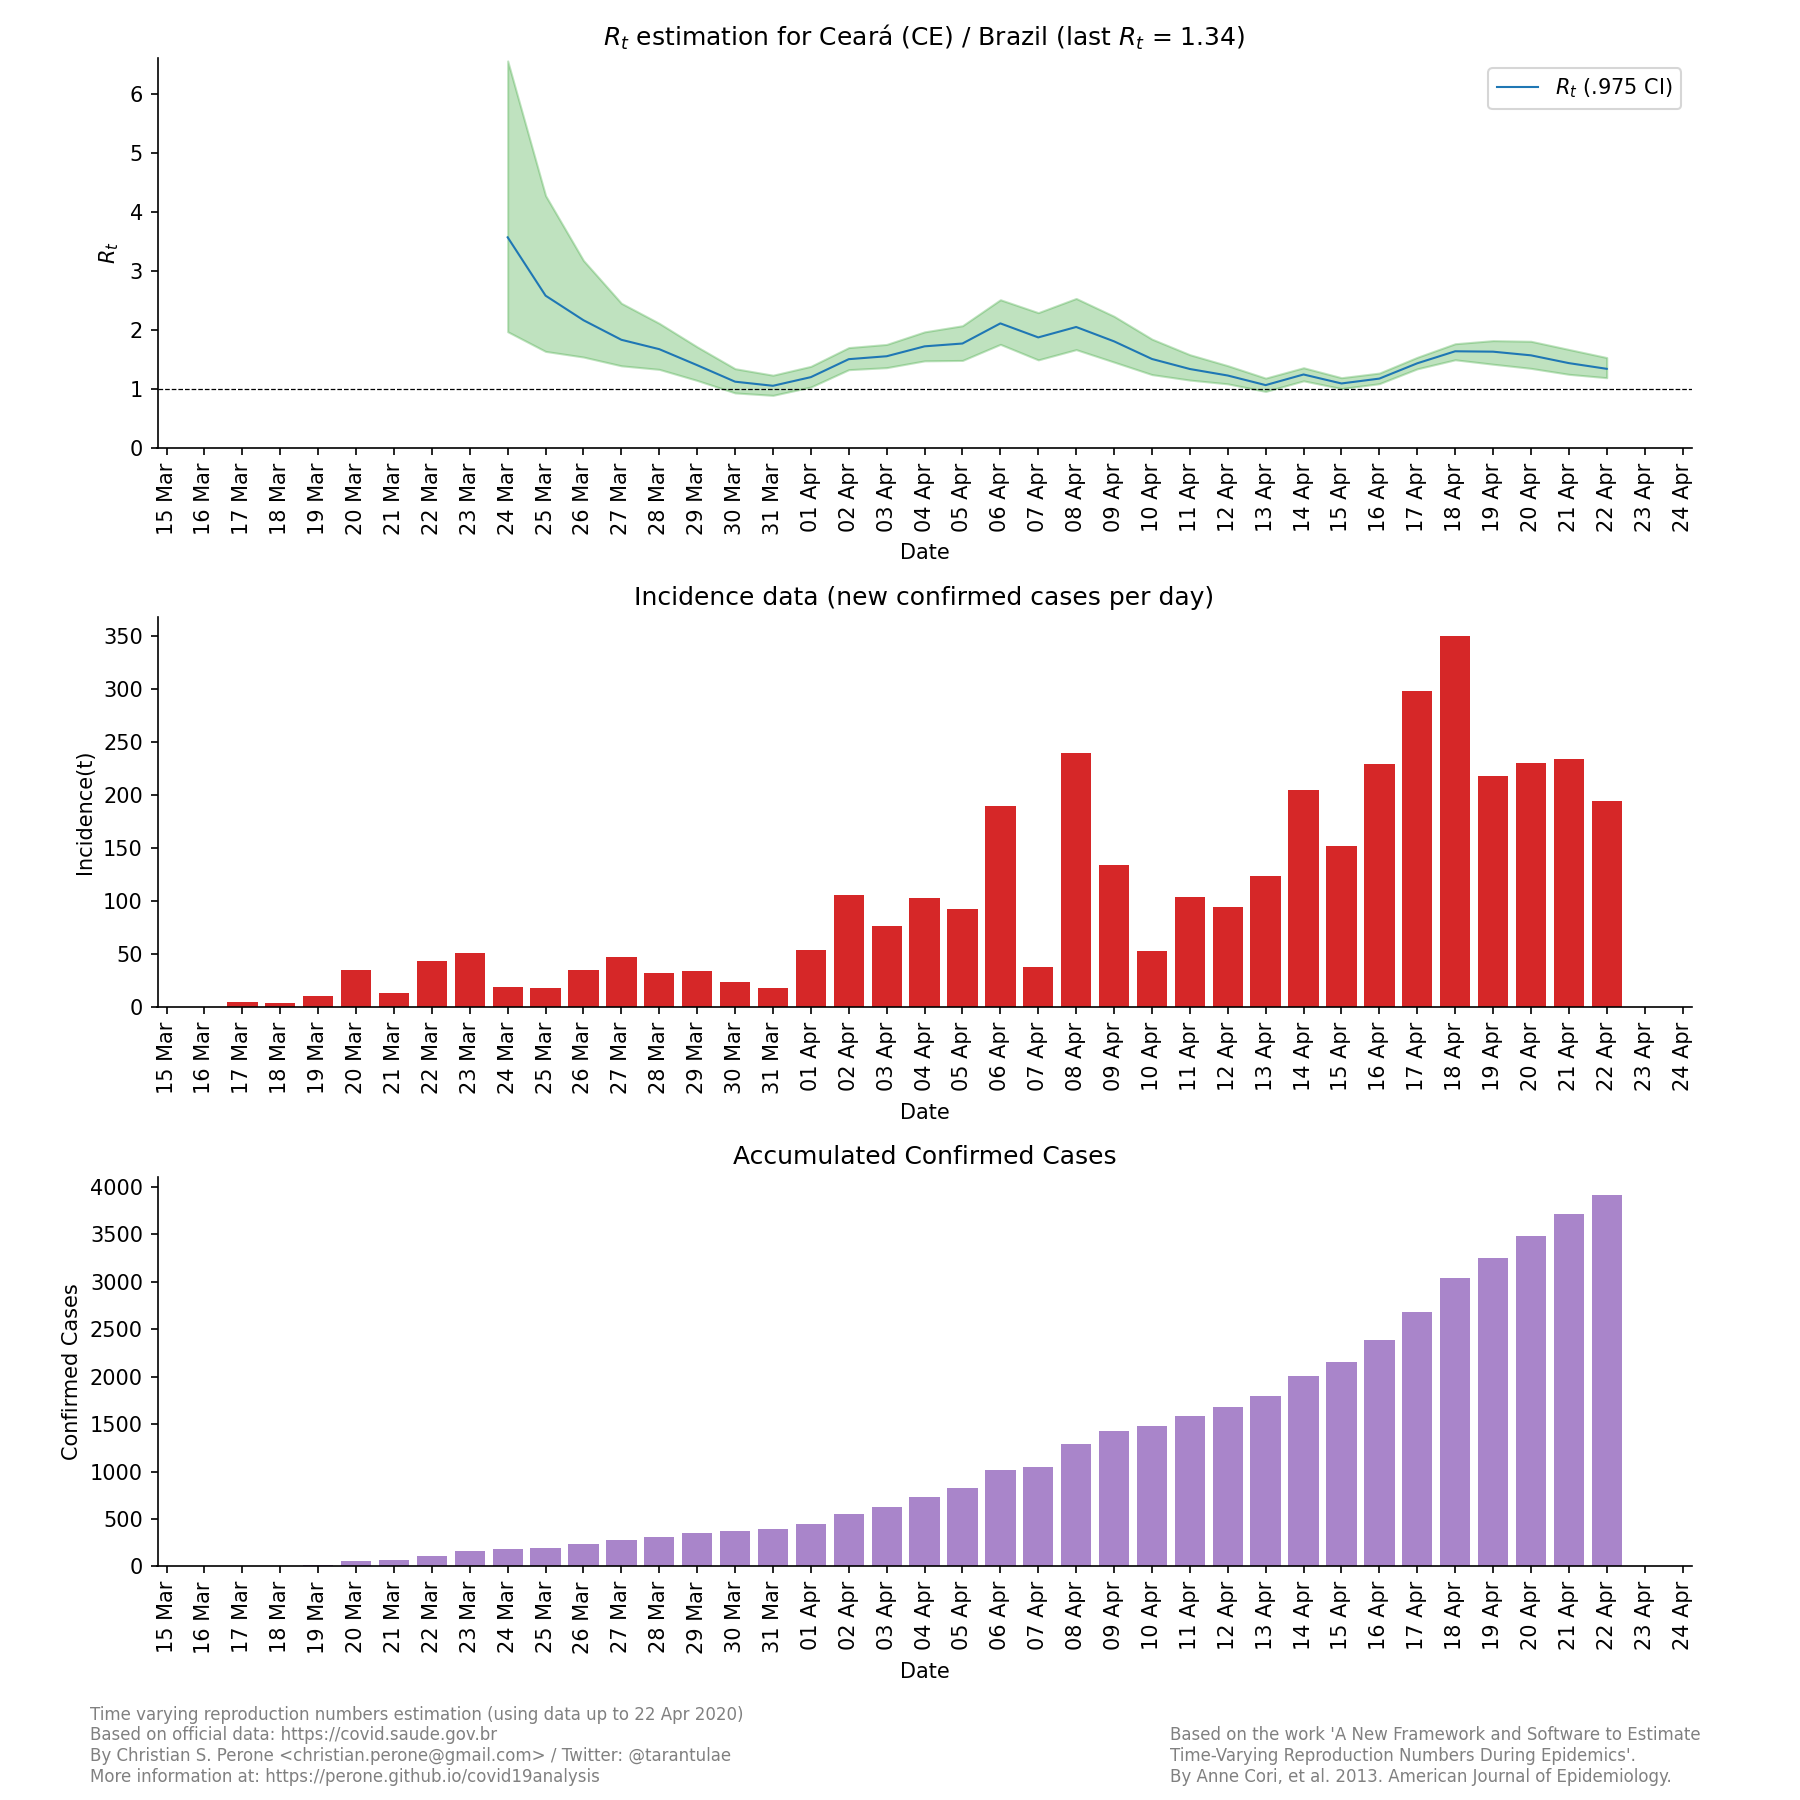 Rt estimation for Ceará (CE) / Brazil (last Rt = 1.34)
Rt (.975 CI)
Rt
6
5
4
3
2
1
0
15 Mar 16 Mar 17 Mar 18 Mar 19 Mar 20 Mar 21 Mar 22 Mar 23 Mar 24 Mar 25 Mar 26 Mar 27 Mar 28 Mar 29 Mar 30 Mar 31 Mar 01 Apr 02 Apr 03 Apr 04 Apr 05 Apr 06 Apr 07 Apr 08 Apr 09 Apr 10 Apr 11 Apr 12 Apr 13 Apr 14 Apr 15 Apr 16 Apr 17 Apr 18 Apr 19 Apr 20 Apr 21 Apr 22 Apr 23 Apr 24 Apr
Date
Incidence data (new confirmed cases per day)
Incidence(t)
350
300
250
200
150
100
50
0
15 Mar 16 Mar 17 Mar 18 Mar 19 Mar 20 Mar 21 Mar 22 Mar 23 Mar 24 Mar 25 Mar 26 Mar 27 Mar 28 Mar 29 Mar 30 Mar 31 Mar 01 Apr 02 Apr 03 Apr 04 Apr 05 Apr 06 Apr 07 Apr 08 Apr 09 Apr 10 Apr 11 Apr 12 Apr 13 Apr 14 Apr 15 Apr 16 Apr 17 Apr 18 Apr 19 Apr 20 Apr 21 Apr 22 Apr 23 Apr 24 Apr
Date
Accumulated Confirmed Cases
Confirmed Cases
4000
3500
3000
2500
2000
1500
1000
500
0
15 Mar 16 Mar 17 Mar 18 Mar 19 Mar 20 Mar 21 Mar 22 Mar 23 Mar 24 Mar 25 Mar 26 Mar 27 Mar 28 Mar 29 Mar 30 Mar 31 Mar 01 Apr 02 Apr 03 Apr 04 Apr 05 Apr 06 Apr 07 Apr 08 Apr 09 Apr 10 Apr 11 Apr 12 Apr 13 Apr 14 Apr 15 Apr 16 Apr 17 Apr 18 Apr 19 Apr 20 Apr 21 Apr 22 Apr 23 Apr 24 Apr
Date
Time varying reproduction numbers estimation (using data up to 22 Apr 2020)
Based on official data: https://covid.saude.gov.br
By Christian S. Perone <christian.perone@gmail.com> / Twitter: @tarantulae
More information at: https://perone.github.io/covid19analysis
Based on the work 'A New Framework and Software to Estimate
Time-Varying Reproduction Numbers During Epidemics'.
By Anne Cori, et al. 2013. American Journal of Epidemiology.